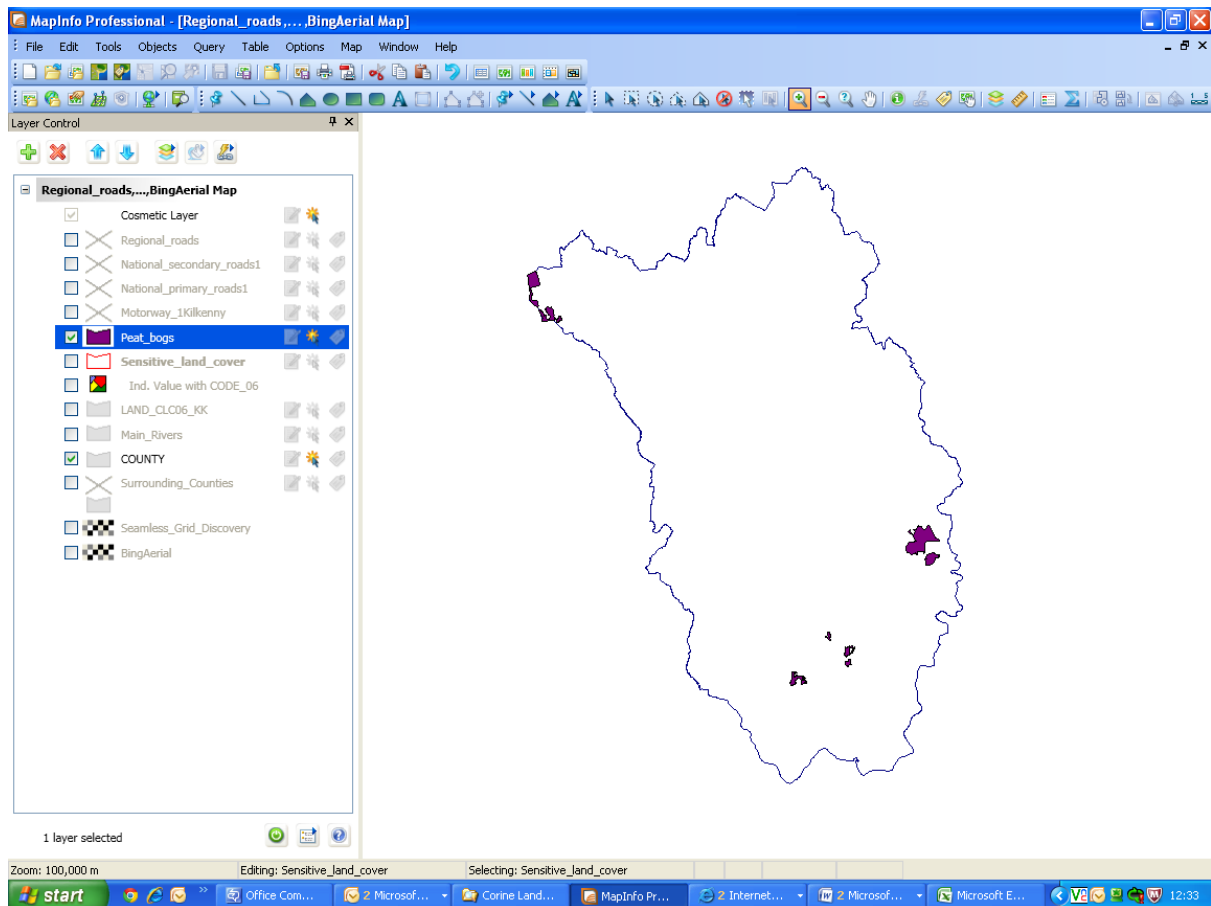 MapInfo Professional - [Regional_roads,...,BingAerial Map]
File Edit Tools Objects Query Table Options Map Window Help
Layer Control
Regional_roads,...,BingAerial Map
Cosmetic Layer
Regional_roads
National_secondary_roads1
National_primary_roads1
Motorway_1Kilkenny
Peat_bogs
Sensitive_land_cover
Ind. Value with CODE_06
LAND_CLC06_KK
Main_Rivers
COUNTY
Surrounding_Counties
Seamless_Grid_Discovery
BingAerial
1 layer selected
Zoom: 100,000 m Editing: Sensitive_land_cover Selecting: Sensitive_land_cover
start Office Com... 2 Microsof... Corine Land... MapInfo Pr... 2 Internet... 2 Microsof... Microsoft E... 12:33